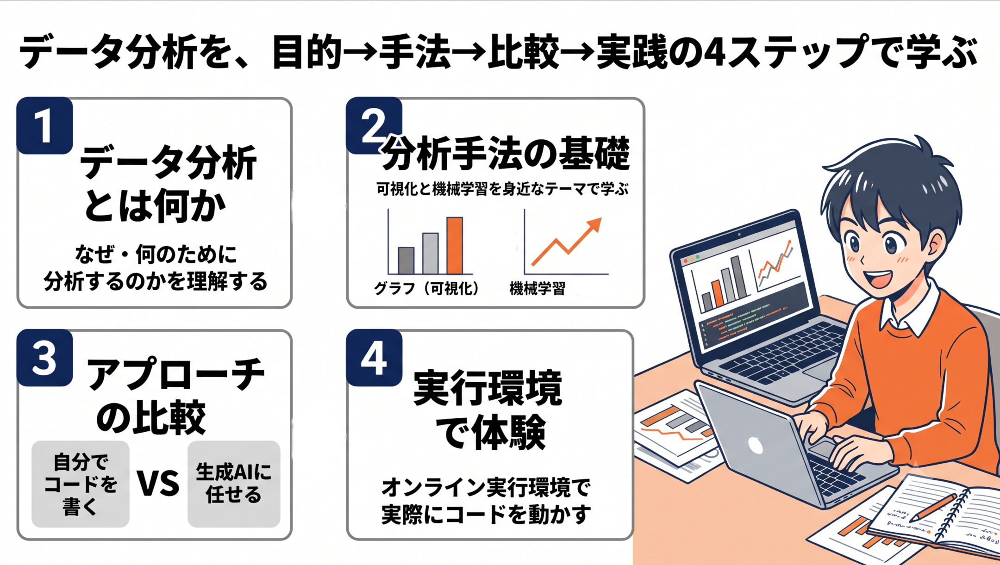 データ分析を、目的→手法→比較→実践の4ステップで学ぶ
1
データ分析
とは何か
なぜ・何のために
分析するのかを理解する
2
分析手法の基礎
可視化と機械学習を身近なテーマで学ぶ
グラフ（可視化）
機械学習
3
アプローチ
の比較
自分で
コードを
書く
VS
生成AIに
任せる
4
実行環境
で体験
オンライン実行環境で
実際にコードを動かす